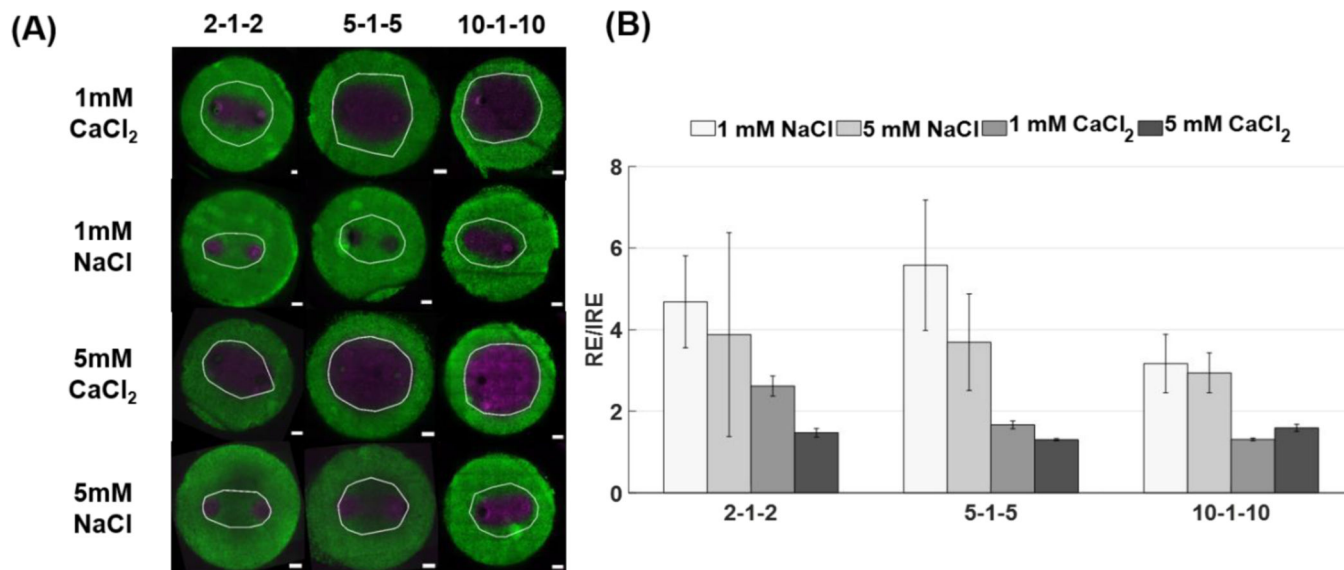 (A)
2-1-2 5-1-5 10-1-10
1mM
CaCl₂
1mM
NaCl
5mM
CaCl₂
5mM
NaCl
(B)
1 mM NaCl 5 mM NaCl 1 mM CaCl₂ 5 mM CaCl₂
8
6
4
2
0
RE/IRE
2-1-2 5-1-5 10-1-10